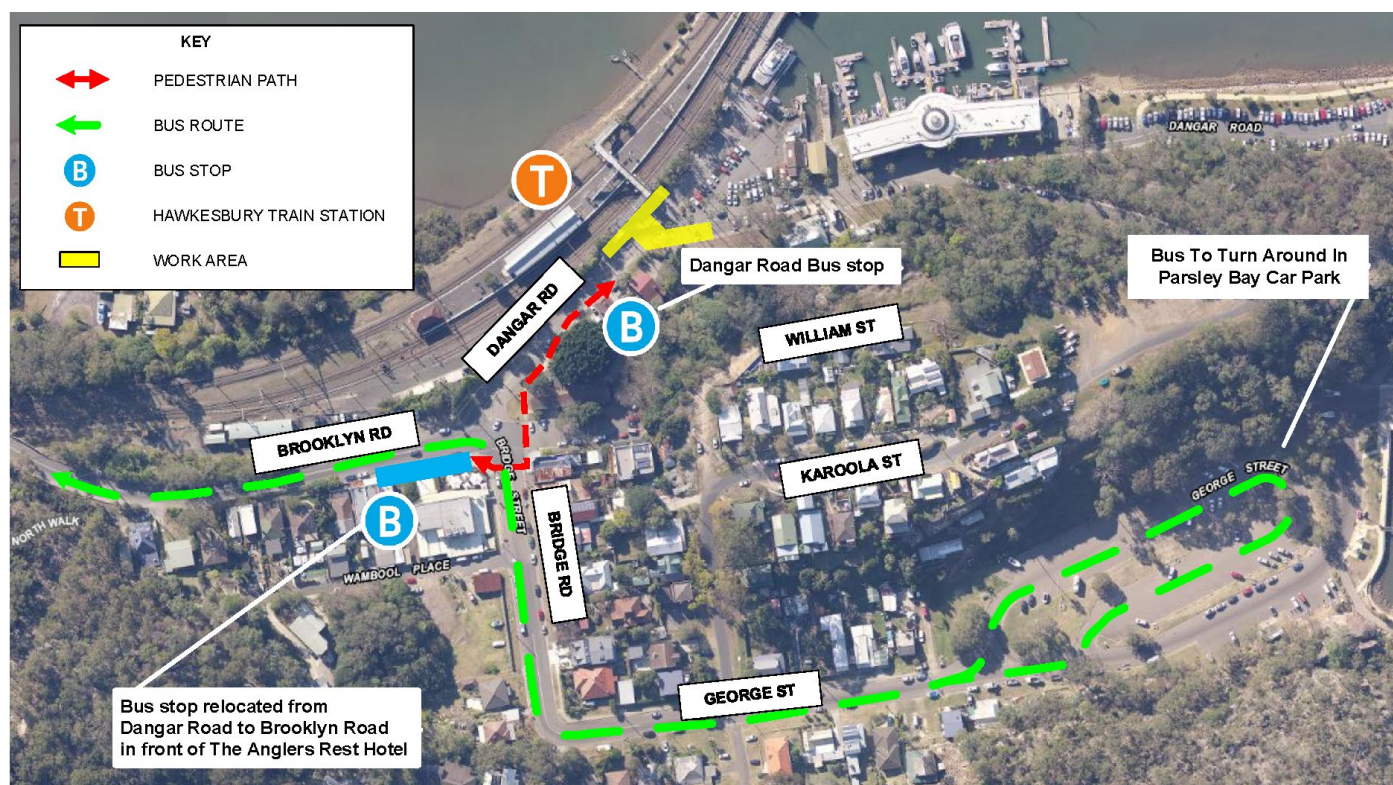 KEY
PEDESTRIAN PATH
BUS ROUTE
B
BUS STOP
T
HAWKESBURY TRAIN STATION
WORK AREA
T
DANGAR ROAD
Dangar Road Bus stop
Bus To Turn Around In
Parsley Bay Car Park
DANGAR RD
B
WILLIAM ST
BROOKLYN RD
BRIDGE STREET
KAROOLA ST
GEORGE STREET
B
NORTH WALK
BRIDGE RD
WAMBOOL PLACE
GEORGE ST
Bus stop relocated from
Dangar Road to Brooklyn Road
in front of The Anglers Rest Hotel